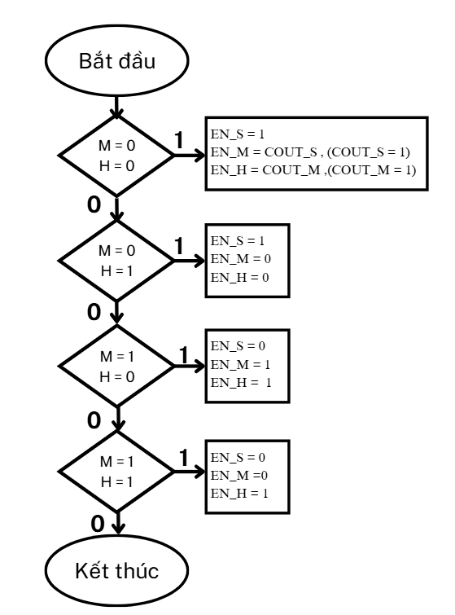 Bắt đầu
M = 0
H = 0
1
EN_S = 1
EN_M = COUT_S , (COUT_S = 1)
EN_H = COUT_M ,(COUT_M = 1)
0
M = 0
H = 1
1
EN_S = 1
EN_M = 0
EN_H = 0
0
M = 1
H = 0
1
EN_S = 0
EN_M = 1
EN_H = 1
0
M = 1
H = 1
1
EN_S = 0
EN_M =0
EN_H = 1
0
Kết thúc